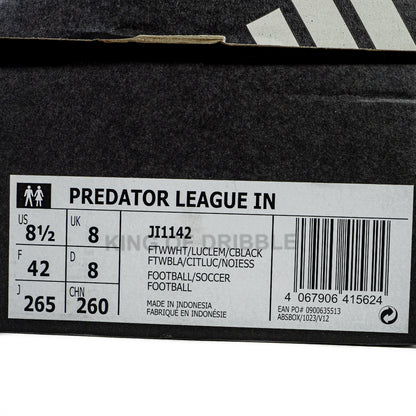 PREDATOR LEAGUE IN
US 8½ UK 8
F 42 D 8
J 265 CHN 260
JI1142
FTWWHT/LUCLEM/CBLACK
FTWBLA/CITLUC/NOIESS
FOOTBALL/SOCCER
FOOTBALL
MADE IN INDONESIA
FABRIQUÉ EN INDONÉSIE
4 067906 415624
EAN PO# 0900635513
ABSBOX/1023/V12
KING OF DRIBBLE